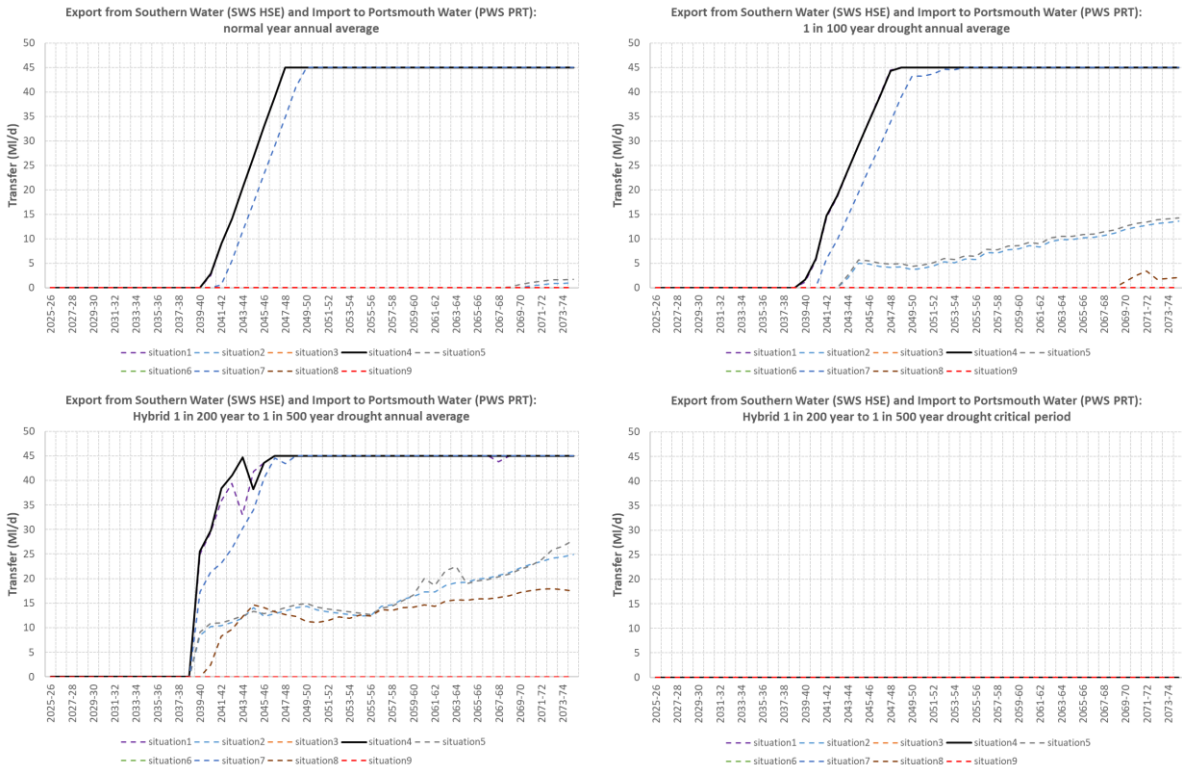 Export from Southern Water (SWS HSE) and Import to Portsmouth Water (PWS PRT):
normal year annual average
Transfer (Ml/d)
50
45
40
35
30
25
20
15
10
5
0
2025-26 2027-28 2029-30 2031-32 2033-34 2035-36 2037-38 2039-40 2041-42 2043-44 2045-46 2047-48 2049-50 2051-52 2053-54 2055-56 2057-58 2059-60 2061-62 2063-64 2065-66 2067-68 2069-70 2071-72 2073-74
situation1 situation2 situation3 situation4 situation5
situation6 situation7 situation8 situation9
Export from Southern Water (SWS HSE) and Import to Portsmouth Water (PWS PRT):
1 in 100 year drought annual average
Transfer (Ml/d)
50
45
40
35
30
25
20
15
10
5
0
2025-26 2027-28 2029-30 2031-32 2033-34 2035-36 2037-38 2039-40 2041-42 2043-44 2045-46 2047-48 2049-50 2051-52 2053-54 2055-56 2057-58 2059-60 2061-62 2063-64 2065-66 2067-68 2069-70 2071-72 2073-74
situation1 situation2 situation3 situation4 situation5
situation6 situation7 situation8 situation9
Export from Southern Water (SWS HSE) and Import to Portsmouth Water (PWS PRT):
Hybrid 1 in 200 year to 1 in 500 year drought annual average
Transfer (Ml/d)
50
45
40
35
30
25
20
15
10
5
0
2025-26 2027-28 2029-30 2031-32 2033-34 2035-36 2037-38 2039-40 2041-42 2043-44 2045-46 2047-48 2049-50 2051-52 2053-54 2055-56 2057-58 2059-60 2061-62 2063-64 2065-66 2067-68 2069-70 2071-72 2073-74
situation1 situation2 situation3 situation4 situation5
situation6 situation7 situation8 situation9
Export from Southern Water (SWS HSE) and Import to Portsmouth Water (PWS PRT):
Hybrid 1 in 200 year to 1 in 500 year drought critical period
Transfer (Ml/d)
50
45
40
35
30
25
20
15
10
5
0
2025-26 2027-28 2029-30 2031-32 2033-34 2035-36 2037-38 2039-40 2041-42 2043-44 2045-46 2047-48 2049-50 2051-52 2053-54 2055-56 2057-58 2059-60 2061-62 2063-64 2065-66 2067-68 2069-70 2071-72 2073-74
situation1 situation2 situation3 situation4 situation5
situation6 situation7 situation8 situation9